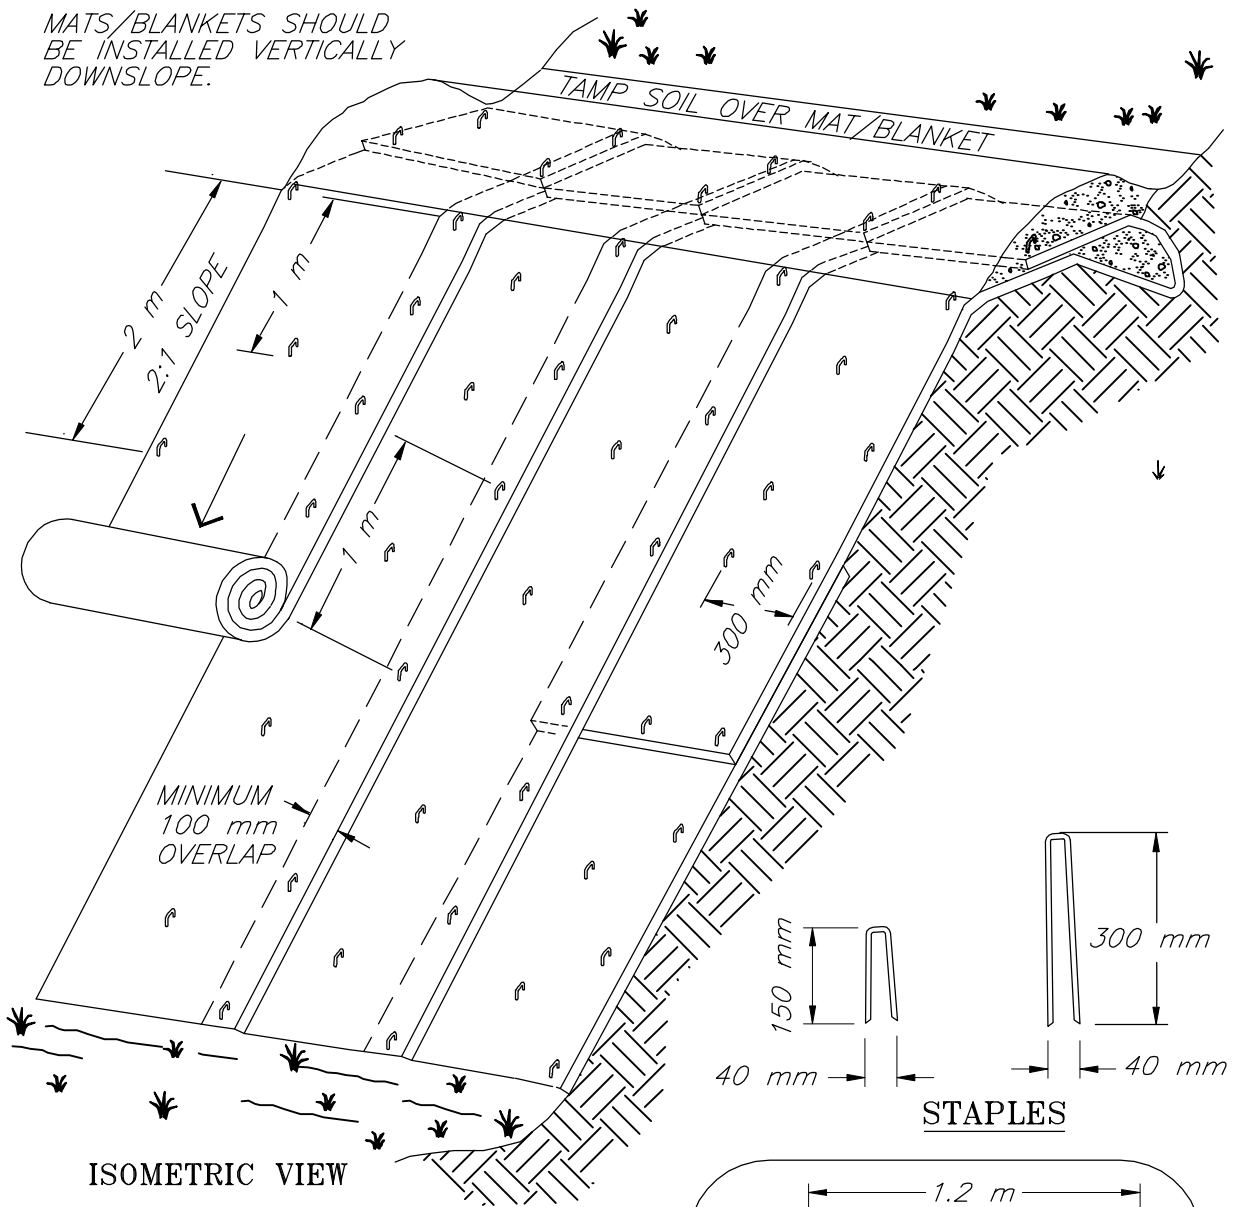 MATS/BLANKETS SHOULD
BE INSTALLED VERTICALLY
DOWNSLOPE.
TAMP SOIL OVER MAT/BLANKET
2 m
2:1 SLOPE
1 m
1 m
300 mm
MINIMUM
100 mm
OVERLAP
150 mm
300 mm
40 mm
40 mm
STAPLES
ISOMETRIC VIEW
1.2 m